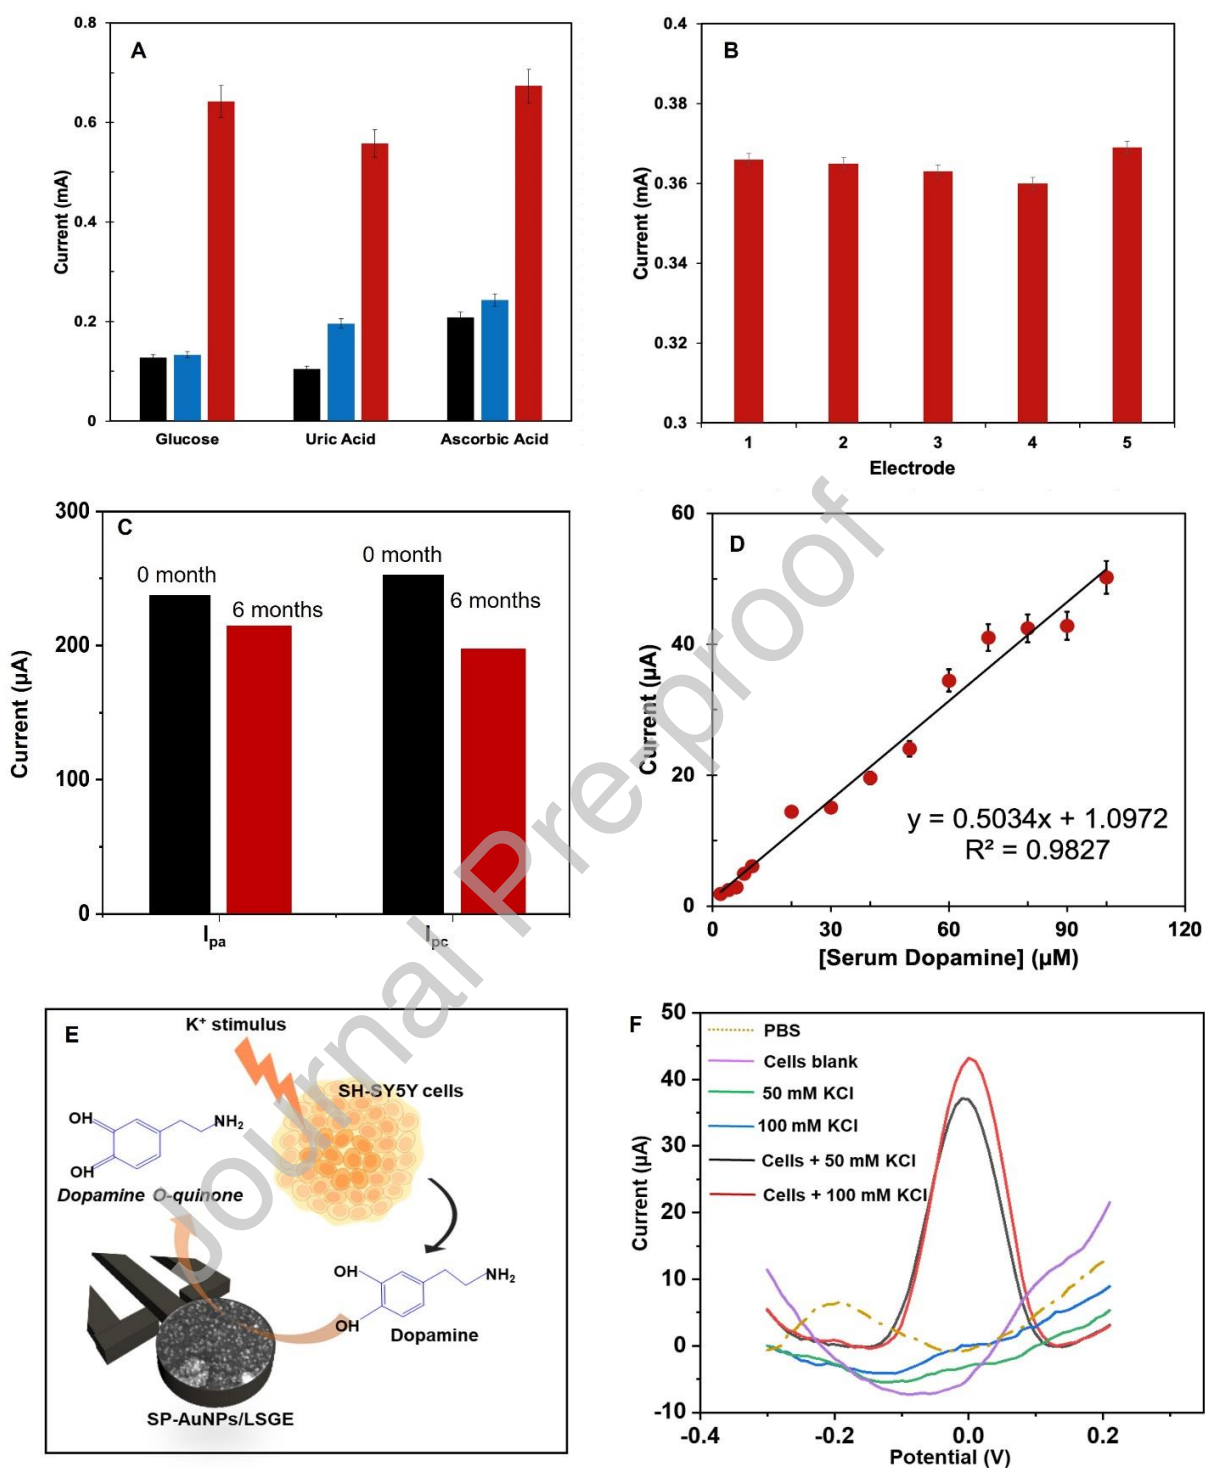 A
Current (mA)
0.8
0.6
0.4
0.2
0
Glucose
Uric Acid
Ascorbic Acid
B
Current (mA)
0.4
0.38
0.36
0.34
0.32
0.3
1
2
3
4
5
Electrode
C
Current (µA)
300
200
100
0
0 month
6 months
0 month
6 months
Ipa
Ipc
D
Current (µA)
60
40
20
0
y = 0.5034x + 1.0972
R² = 0.9827
0
30
60
90
120
[Serum Dopamine] (µM)
E
K⁺ stimulus
SH-SY5Y cells
OH
NH₂
OH
Dopamine O-quinone
OH
NH₂
OH
Dopamine
SP-AuNPs/LSGE
F
Current (µA)
50
40
30
20
10
0
-10
PBS
Cells blank
50 mM KCl
100 mM KCl
Cells + 50 mM KCl
Cells + 100 mM KCl
-0.4
-0.2
0.0
0.2
Potential (V)
Journal Pre-proof